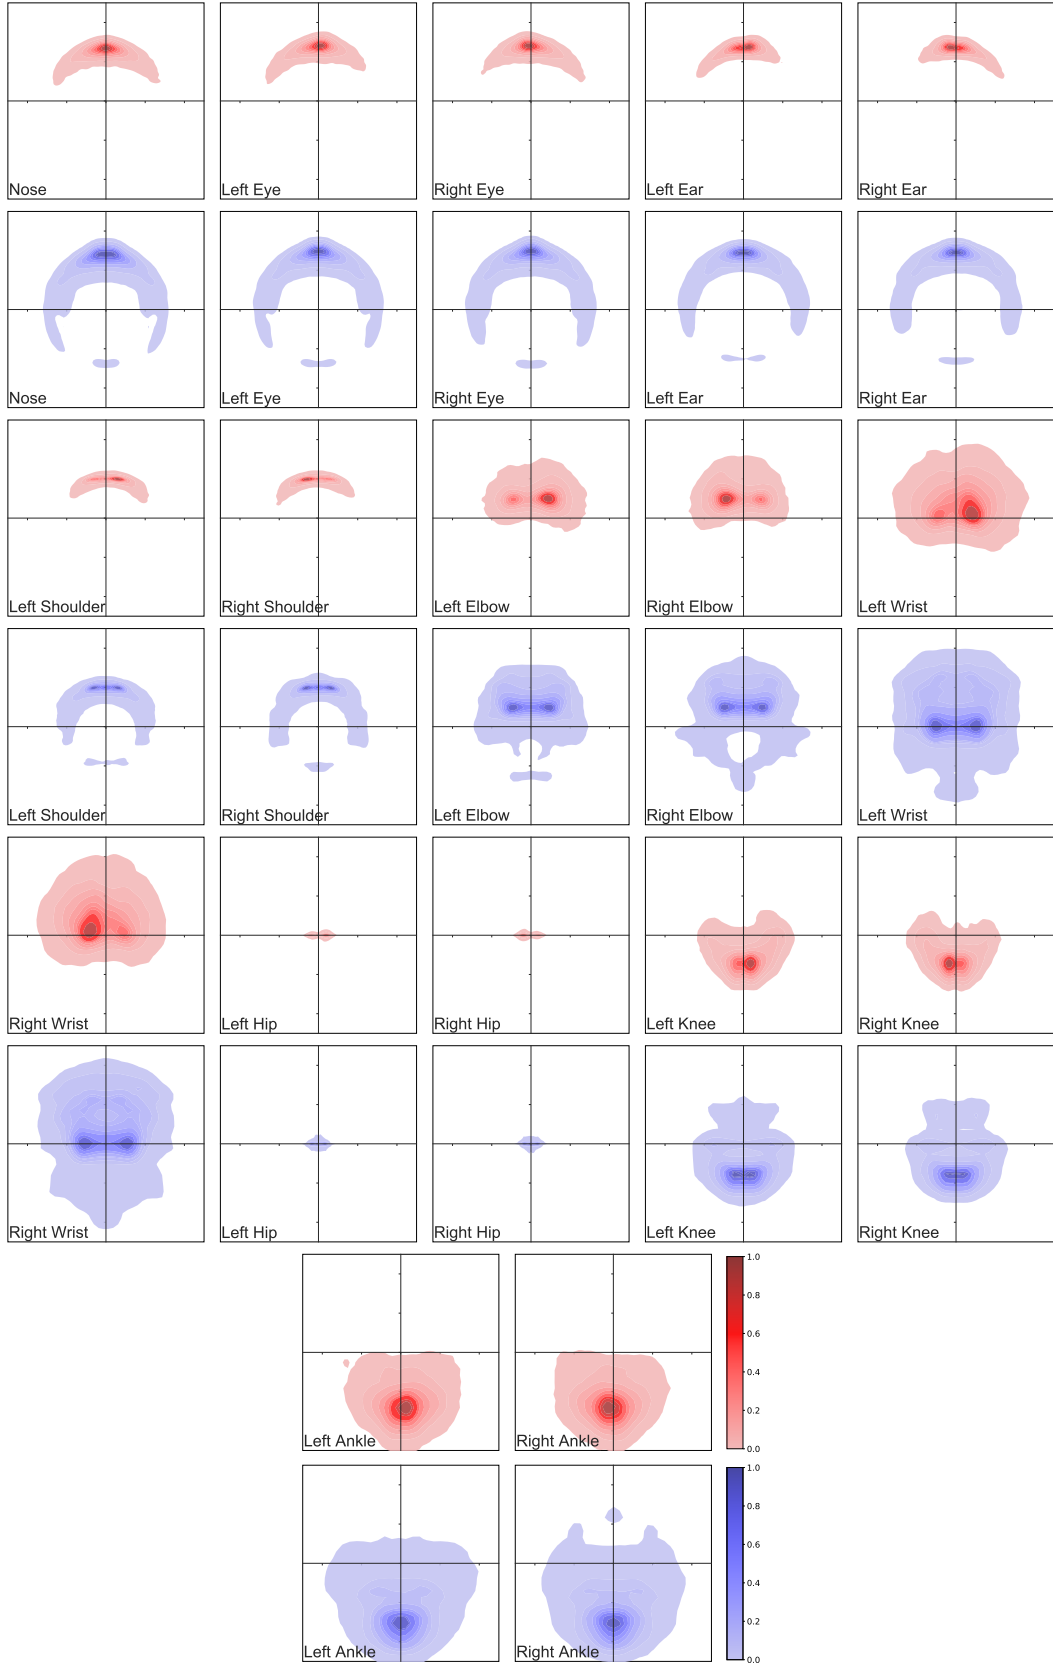 Nose
Left Eye
Right Eye
Left Ear
Right Ear
Nose
Left Eye
Right Eye
Left Ear
Right Ear
Left Shoulder
Right Shoulder
Left Elbow
Right Elbow
Left Wrist
Left Shoulder
Right Shoulder
Left Elbow
Right Elbow
Left Wrist
Right Wrist
Left Hip
Right Hip
Left Knee
Right Knee
Right Wrist
Left Hip
Right Hip
Left Knee
Right Knee
Left Ankle
Right Ankle
1.0
0.8
0.6
0.4
0.2
0.0
Left Ankle
Right Ankle
1.0
0.8
0.6
0.4
0.2
0.0